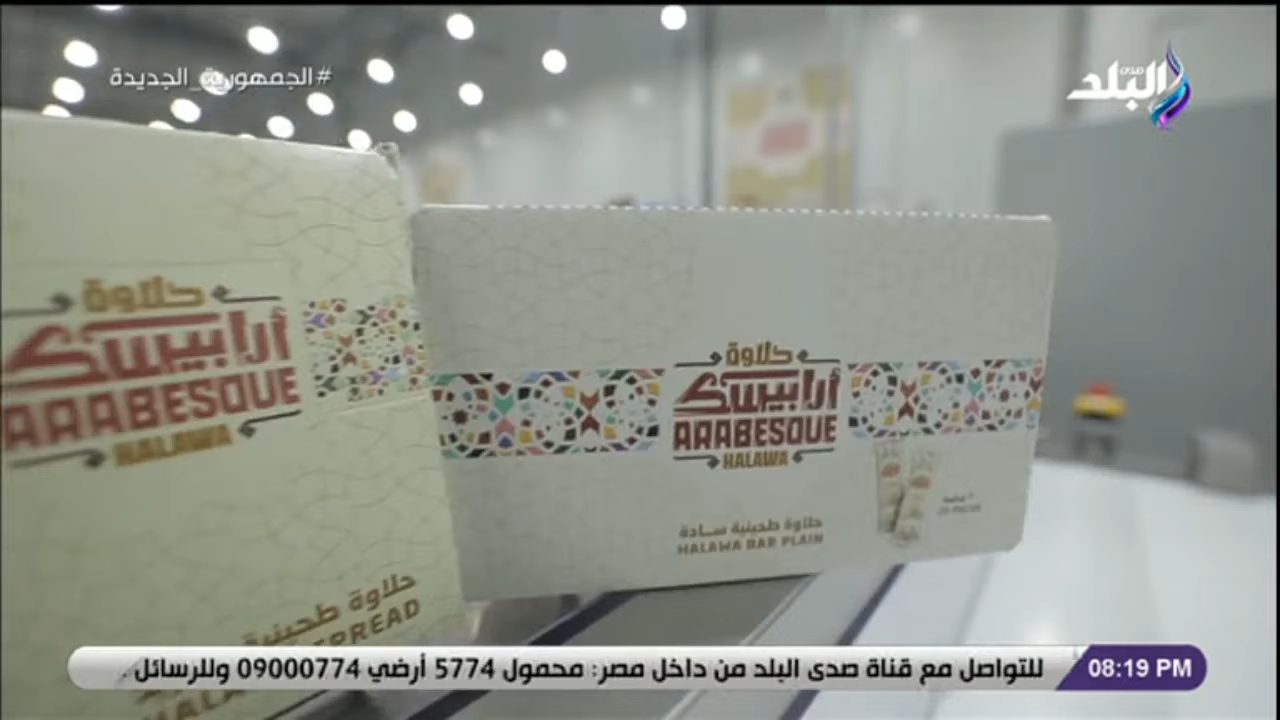 #الجمهورية_الجديدة
صدى البلد
حلاوة
أرابيسك
ARABESQUE
HALAWA
حلاوة طحينية
SPREAD
حلاوة
أرابيسك
ARABESQUE
HALAWA
حلاوة طحينية سادة
HALAWA BAR PLAIN
للتواصل مع قناة صدى البلد من داخل مصر: محمول 5774 أرضي 09000774 وللرسائل
08:19 PM